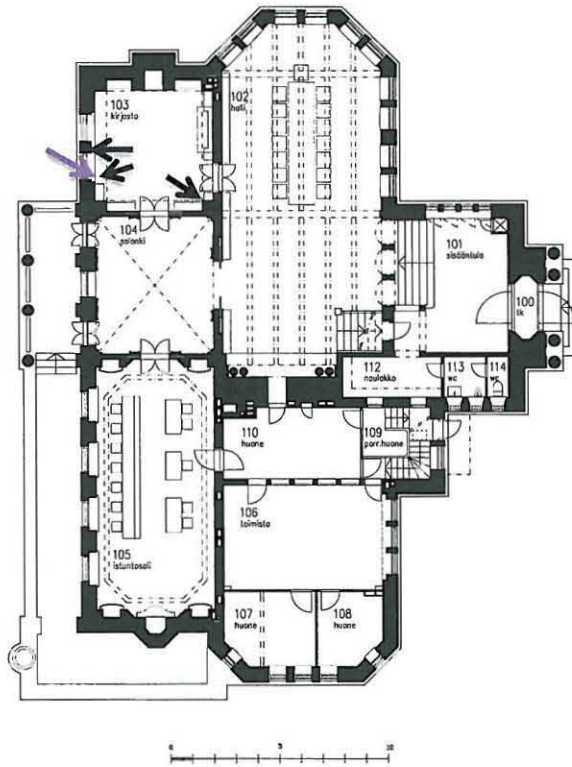 103
kirjasto
102
halli
104
salonki
101
sisääntulo
100
tk
112
naulakko
113
wc
114
wc
110
huone
109
porr.huone
106
toimisto
105
istuntosali
107
huone
108
huone
0 5 10